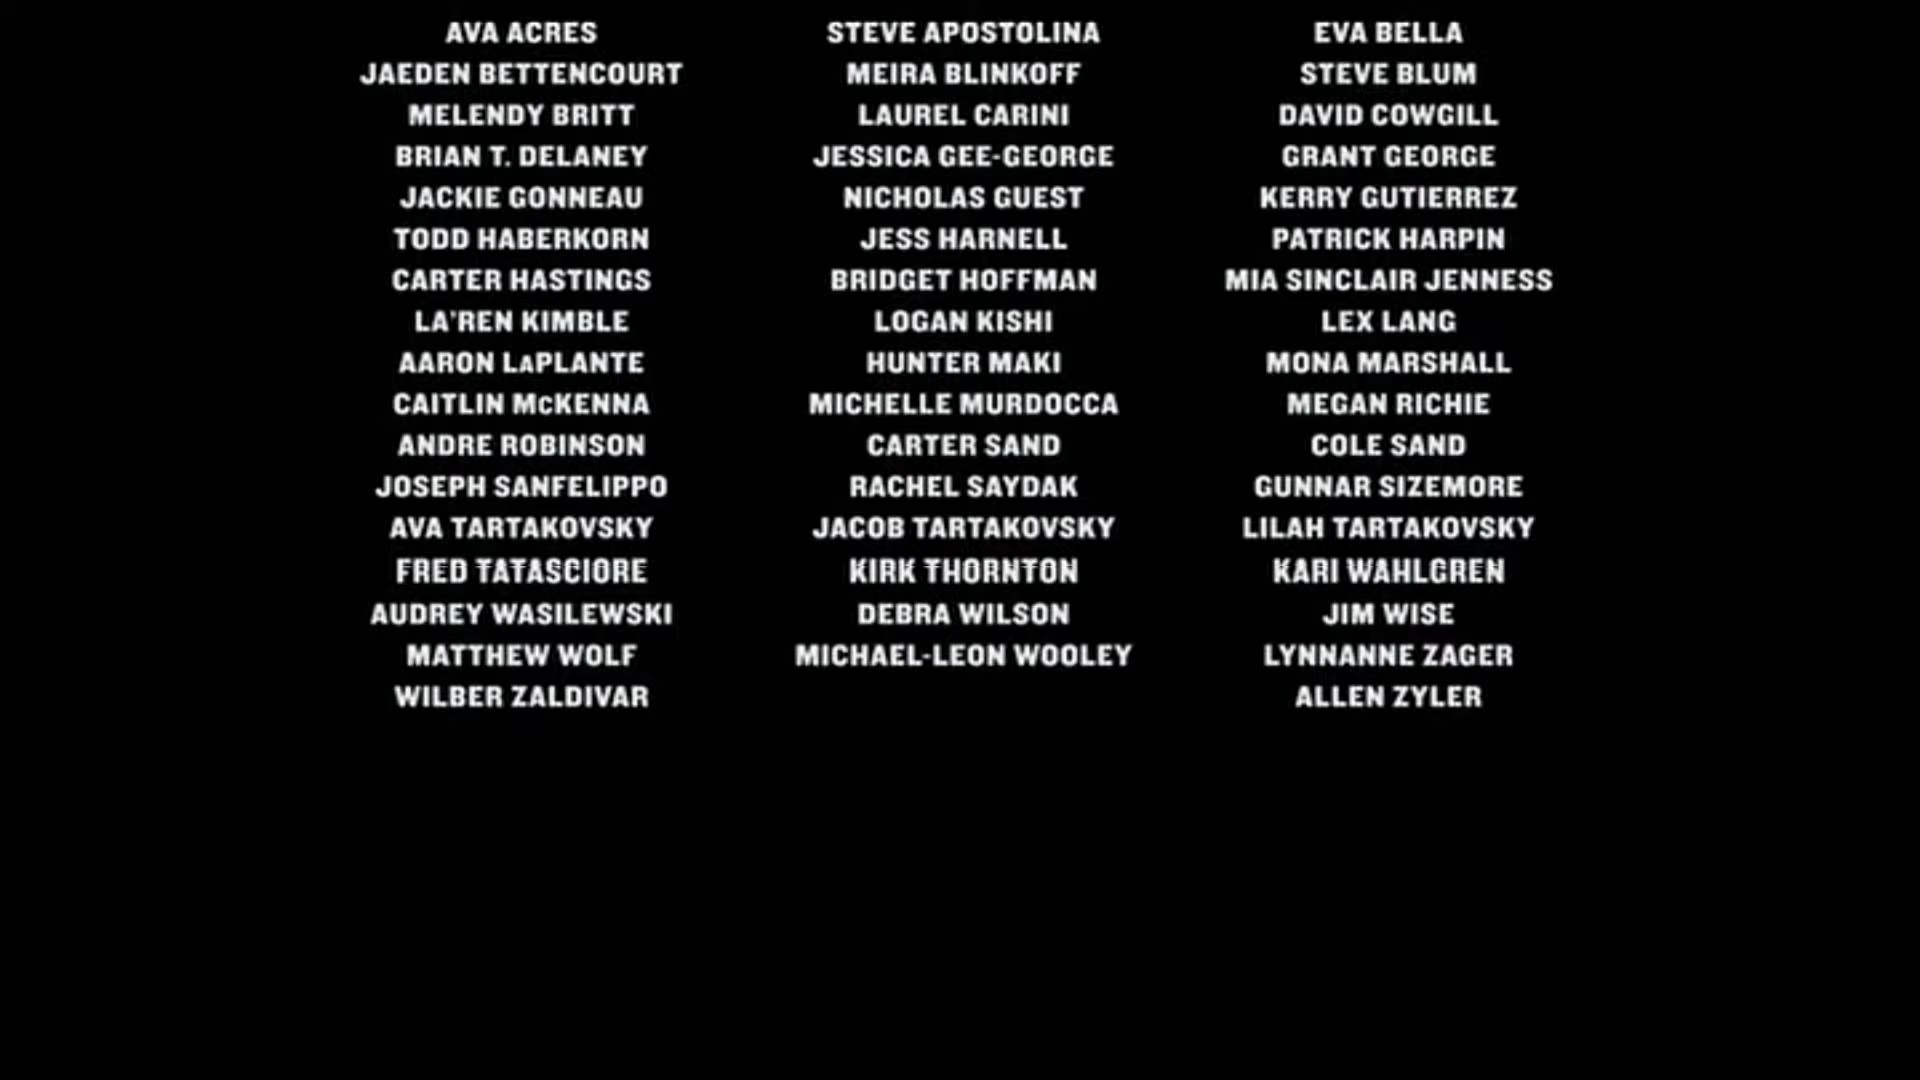 AVA ACRES STEVE APOSTOLINA EVA BELLA
JAEDEN BETTENCOURT MEIRA BLINKOFF STEVE BLUM
MELENDY BRITT LAUREL CARINI DAVID COWGILL
BRIAN T. DELANEY JESSICA GEE-GEORGE GRANT GEORGE
JACKIE GONNEAU NICHOLAS GUEST KERRY GUTIERREZ
TODD HABERKORN JESS HARNELL PATRICK HARPIN
CARTER HASTINGS BRIDGET HOFFMAN MIA SINCLAIR JENNESS
LA'REN KIMBLE LOGAN KISHI LEX LANG
AARON LaPLANTE HUNTER MAKI MONA MARSHALL
CAITLIN McKENNA MICHELLE MURDOCCA MEGAN RICHIE
ANDRE ROBINSON CARTER SAND COLE SAND
JOSEPH SANFELIPPO RACHEL SAYDAK GUNNAR SIZEMORE
AVA TARTAKOVSKY JACOB TARTAKOVSKY LILAH TARTAKOVSKY
FRED TATASCIORE KIRK THORNTON KARI WAHLGREN
AUDREY WASILEWSKI DEBRA WILSON JIM WISE
MATTHEW WOLF MICHAEL-LEON WOOLEY LYNNANNE ZAGER
WILBER ZALDIVAR ALLEN ZYLER